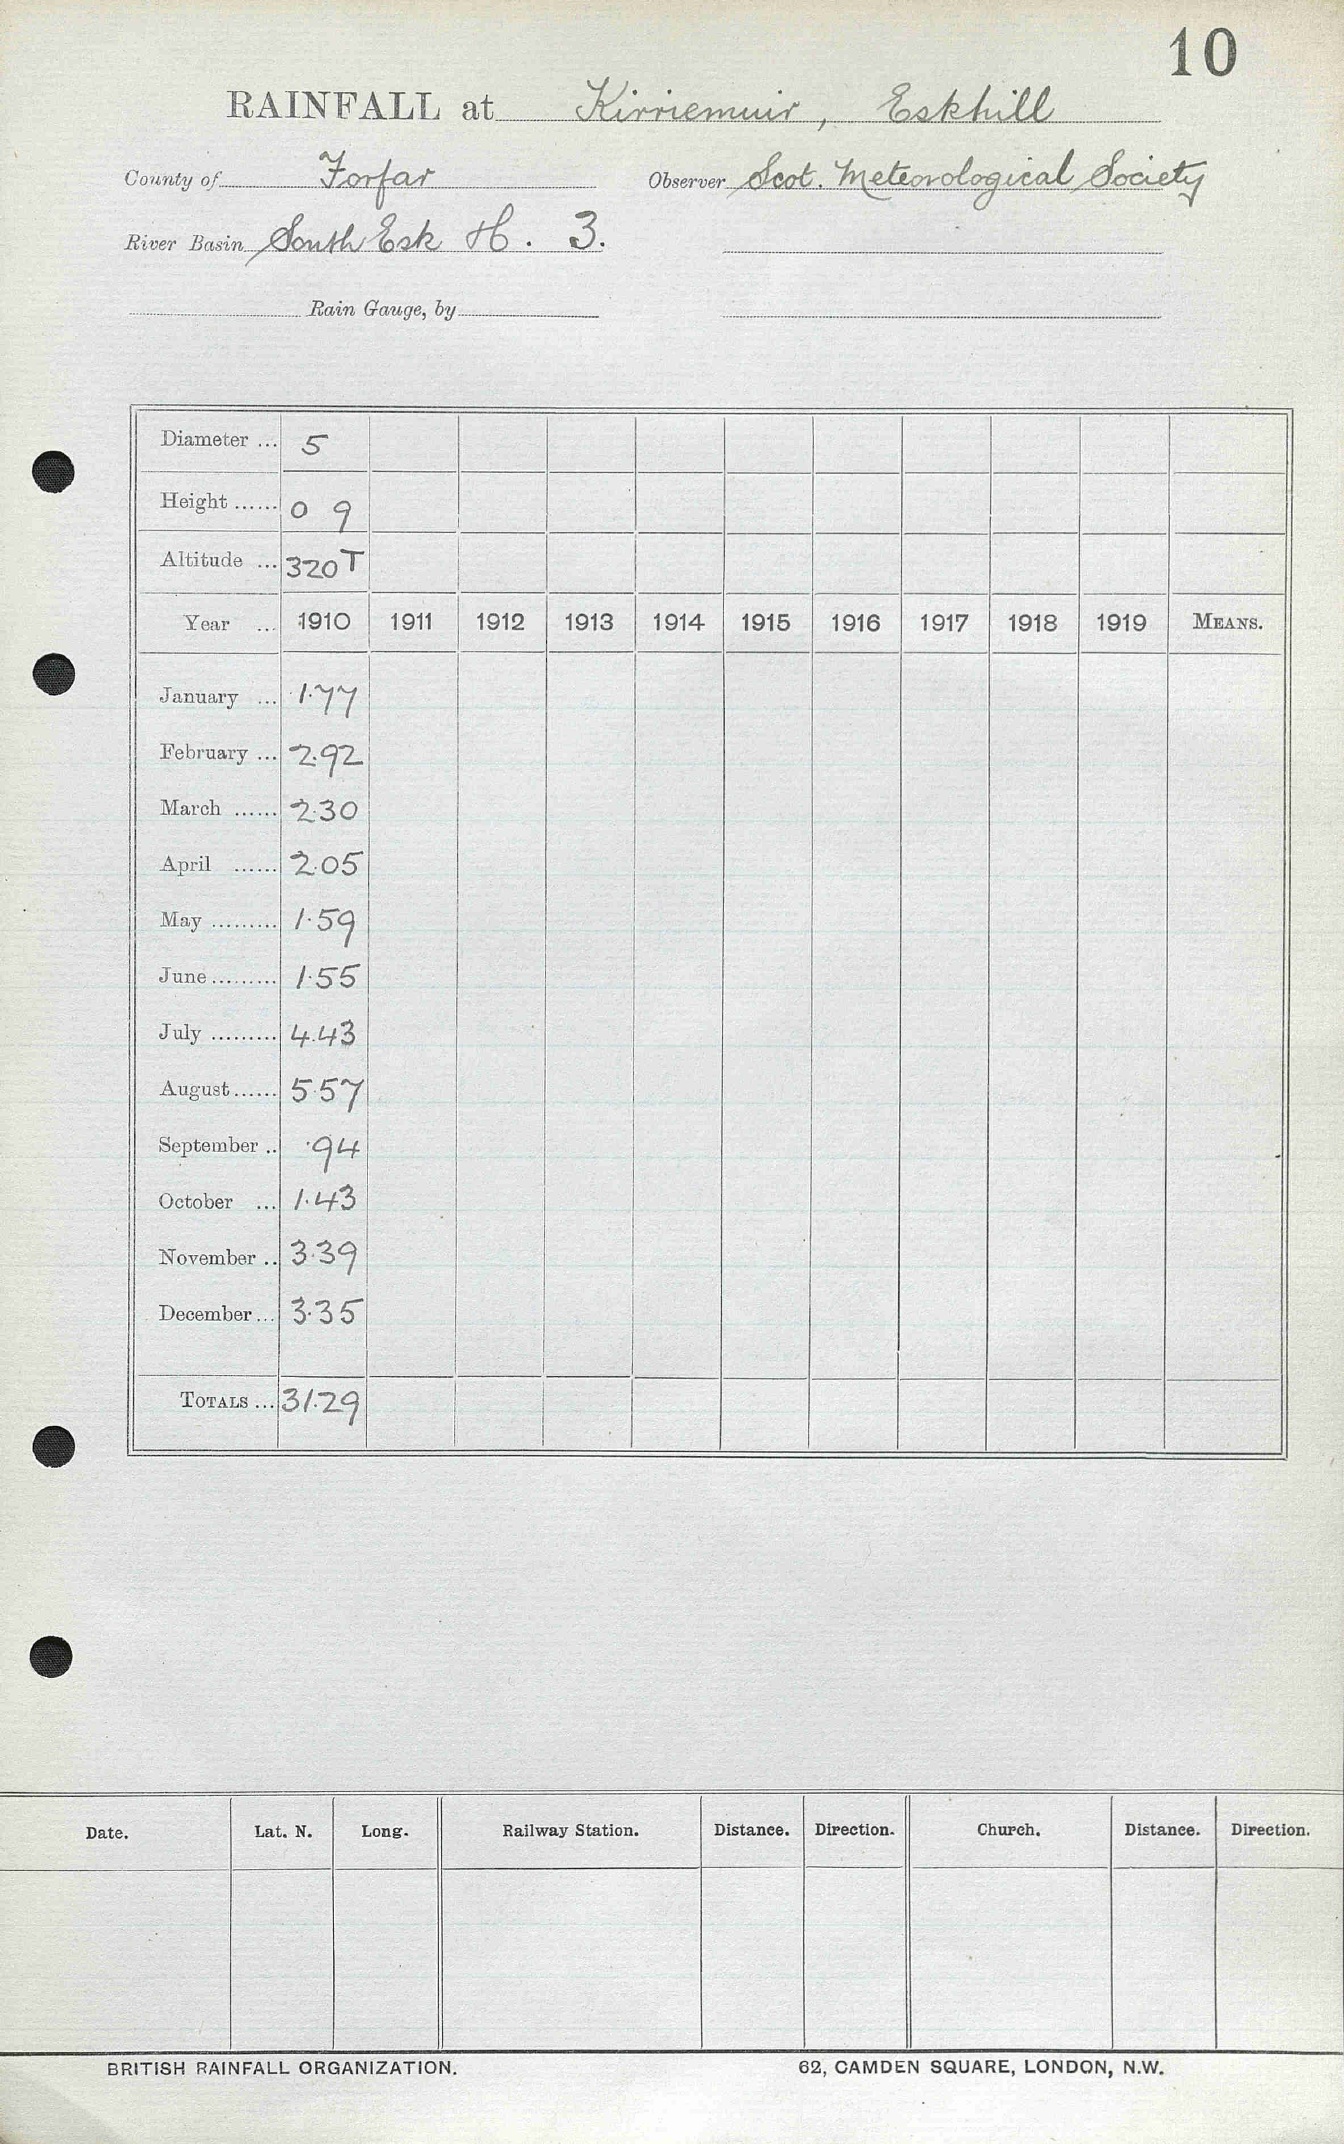 10
RAINFALL at Kirriemuir, Eskhill
County of Forfar Observer Scot. Meteorological Society
River Basin South Esk H. 3.
Rain Gauge, by
Diameter ... 5
Height ...... 0 9
Altitude ... 320T
Year ... 1910 1911 1912 1913 1914 1915 1916 1917 1918 1919 MEANS.
January ... 1.77
February ... 2.92
March ...... 2.30
April ...... 2.05
May ......... 1.59
June ......... 1.55
July ......... 4.43
August ...... 5.57
September .. .94
October ... 1.43
November .. 3.39
December ... 3.35
TOTALS ... 31.29
Date. Lat. N. Long. Railway Station. Distance. Direction. Church. Distance. Direction.
BRITISH RAINFALL ORGANIZATION. 62, CAMDEN SQUARE, LONDON, N.W.